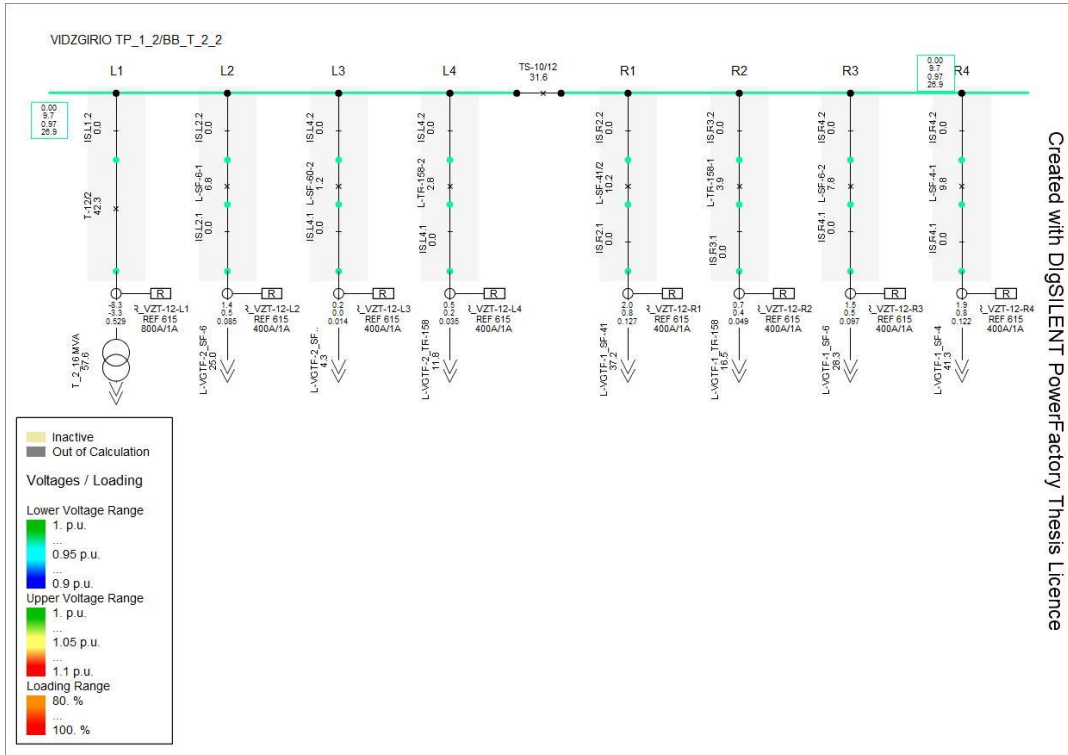 VIDZGIRIO TP_1_2/BB_T_2_2
L1
L2
L3
L4
TS-10/12
31.6
R1
R2
R3
R4
0.00
9.7
0.97
26.9
0.00
9.7
0.97
26.9
IS.L1.2
0.0
T-12/2
42.3
-8.3
-3.3
0.529
R
R_VZT-12-L1
REF 615
800A/1A
T_2_16 MVA
57.6
IS.L2.2
0.0
L-SF-6-1
6.8
IS.L2.1
0.0
1.4
0.5
0.085
R
R_VZT-12-L2
REF 615
400A/1A
L-VGTF-2_SF-6
25.0
IS.L4.2
0.0
L-SF-60-2
1.2
IS.L4.1
0.0
0.2
0.0
0.014
R
R_VZT-12-L3
REF 615
400A/1A
L-VGTF-2_SF..
4.3
IS.L4.2
0.0
L-TR-158-2
2.8
IS.L4.1
0.0
0.5
0.2
0.035
R
R_VZT-12-L4
REF 615
400A/1A
L-VGTF-2_TR-158
11.8
IS.R2.2
0.0
L-SF-41/2
10.2
IS.R2.1
0.0
2.0
0.8
0.127
R
R_VZT-12-R1
REF 615
400A/1A
L-VGTF-1_SF-41
37.2
IS.R3.2
0.0
L-TR-158-1
3.9
IS.R3.1
0.0
0.7
0.4
0.049
R
R_VZT-12-R2
REF 615
400A/1A
L-VGTF-1_TR-158
16.5
IS.R4.2
0.0
L-SF-6-2
7.8
IS.R4.1
0.0
1.5
0.5
0.097
R
R_VZT-12-R3
REF 615
400A/1A
L-VGTF-1_SF-6
28.3
IS.R4.2
0.0
L-SF-4-1
9.8
IS.R4.1
0.0
1.9
0.8
0.122
R
R_VZT-12-R4
REF 615
400A/1A
L-VGTF-1_SF-4
41.3
Inactive
Out of Calculation
Voltages / Loading
Lower Voltage Range
1. p.u.
...
0.95 p.u.
...
0.9 p.u.
Upper Voltage Range
1. p.u.
...
1.05 p.u.
...
1.1 p.u.
Loading Range
80. %
...
100. %
Created with DIgSILENT PowerFactory Thesis Licence